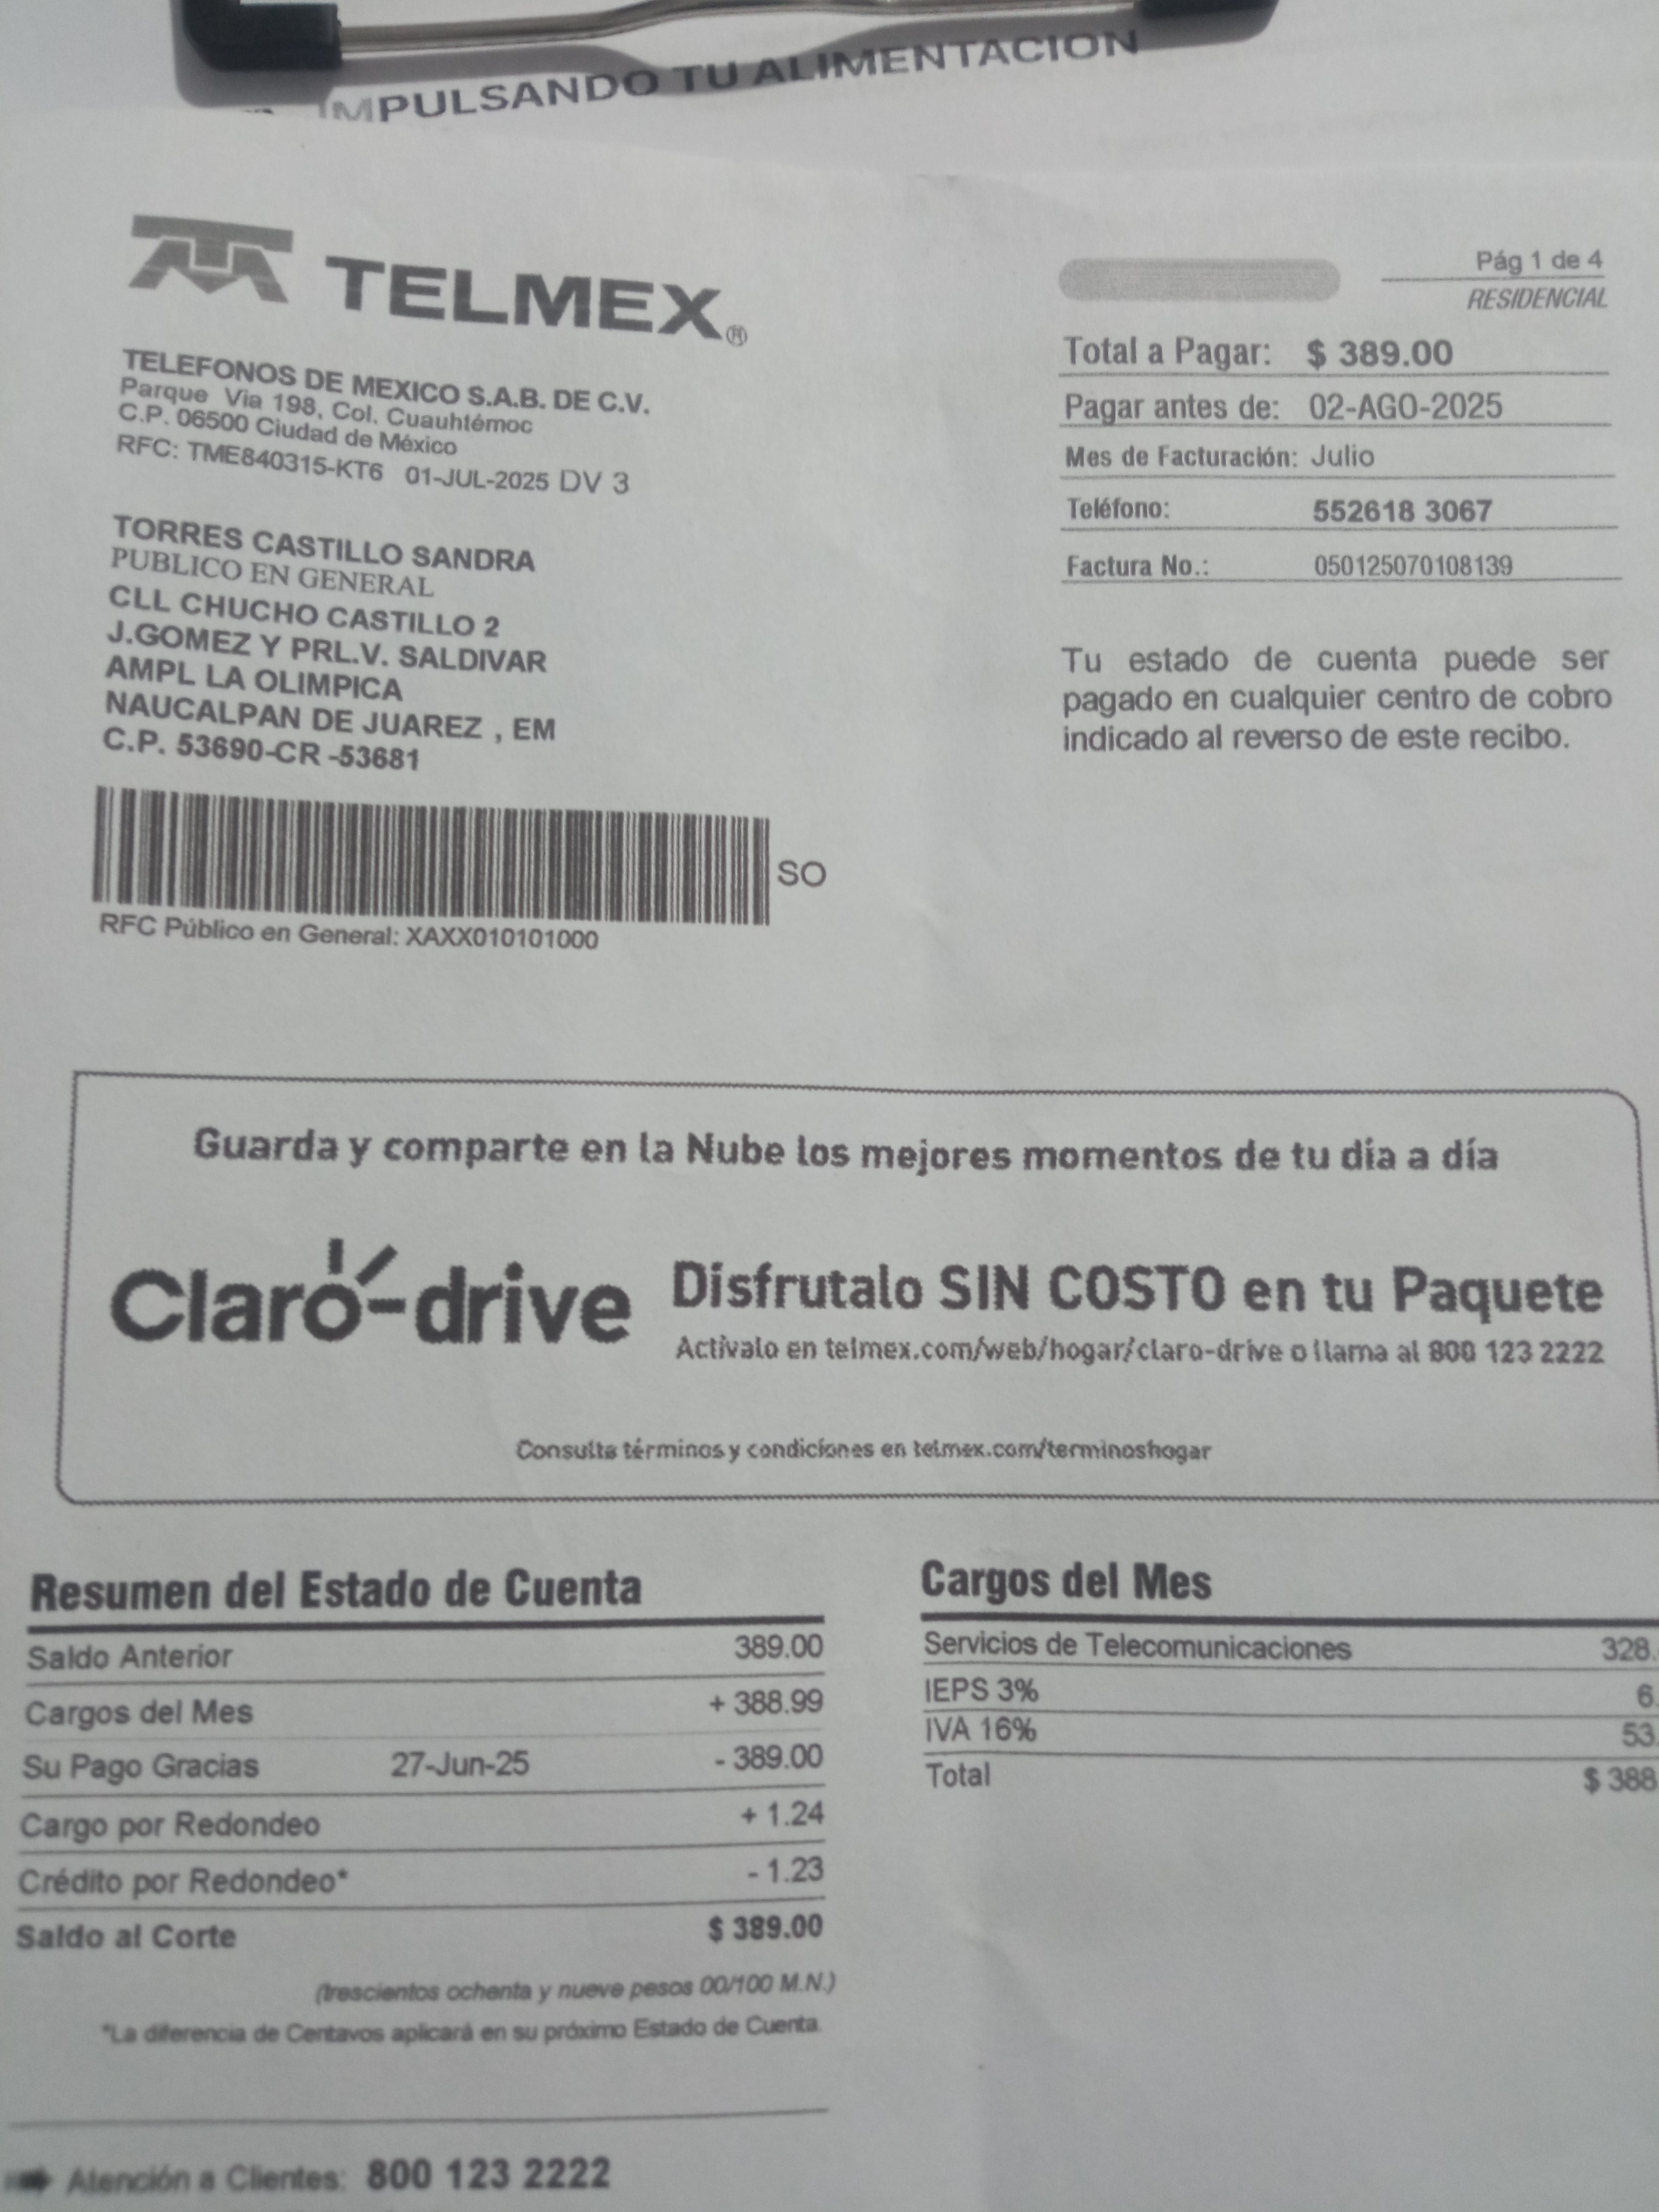 IMPULSANDO TU ALIMENTACION
TELMEX®
TELEFONOS DE MEXICO S.A.B. DE C.V.
Parque Via 198, Col. Cuauhtémoc
C.P. 06500 Ciudad de México
RFC: TME840315-KT6 01-JUL-2025 DV 3
TORRES CASTILLO SANDRA
PUBLICO EN GENERAL
CLL CHUCHO CASTILLO 2
J.GOMEZ Y PRL.V. SALDIVAR
AMPL LA OLIMPICA
NAUCALPAN DE JUAREZ , EM
C.P. 53690-CR -53681
SO
RFC Público en General: XAXX010101000
Pág 1 de 4
RESIDENCIAL
Total a Pagar: $ 389.00
Pagar antes de: 02-AGO-2025
Mes de Facturación: Julio
Teléfono: 552618 3067
Factura No.: 050125070108139
Tu estado de cuenta puede ser
pagado en cualquier centro de cobro
indicado al reverso de este recibo.
Guarda y comparte en la Nube los mejores momentos de tu día a día
Claro-drive
Disfrutalo SIN COSTO en tu Paquete
Activalo en telmex.com/web/hogar/claro-drive o llama al 800 123 2222
Consulta términos y condiciones en telmex.com/terminoshogar
Resumen del Estado de Cuenta
Saldo Anterior 389.00
Cargos del Mes + 388.99
Su Pago Gracias 27-Jun-25 - 389.00
Cargo por Redondeo + 1.24
Crédito por Redondeo* - 1.23
Saldo al Corte $ 389.00
(trescientos ochenta y nueve pesos 00/100 M.N.)
*La diferencia de Centavos aplicará en su próximo Estado de Cuenta.
Cargos del Mes
Servicios de Telecomunicaciones 328.
IEPS 3% 6.
IVA 16% 53.
Total $ 388
Atención a Clientes: 800 123 2222